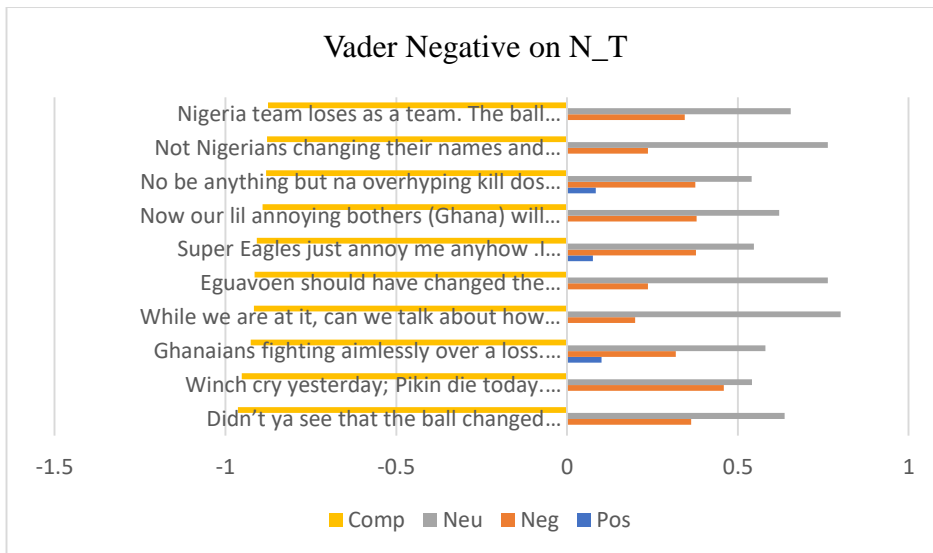 Vader Negative on N_T
Nigeria team loses as a team. The ball...
Not Nigerians changing their names and...
No be anything but na overhyping kill dos...
Now our lil annoying bothers (Ghana) will...
Super Eagles just annoy me anyhow .I...
Eguavoen should have changed the...
While we are at it, can we talk about how...
Ghanaians fighting aimlessly over a loss....
Winch cry yesterday; Pikin die today....
Didn’t ya see that the ball changed...
-1.5 -1 -0.5 0 0.5 1
Comp Neu Neg Pos